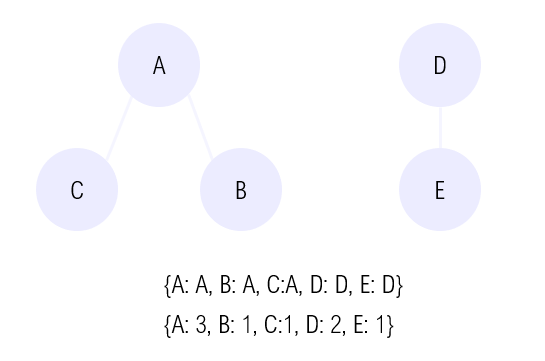 A
D
C
B
E
{A: A, B: A, C:A, D: D, E: D}
{A: 3, B: 1, C:1, D: 2, E: 1}